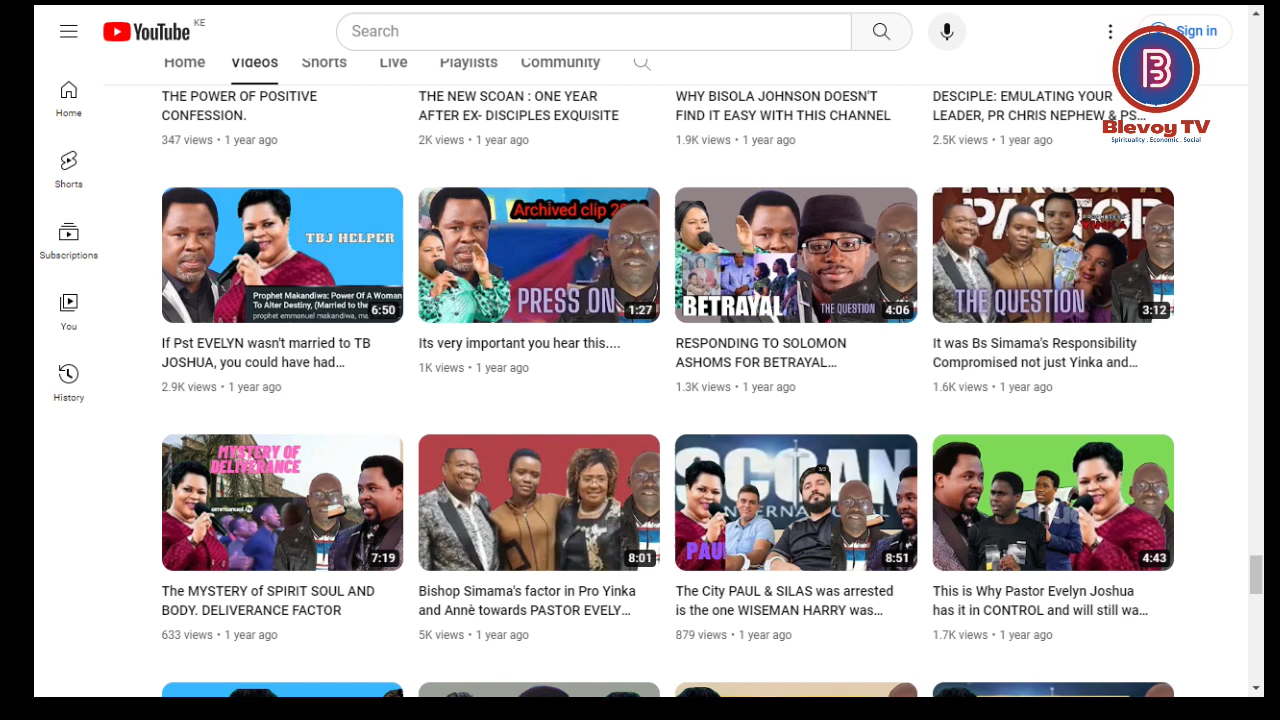 YouTube KE
Search
Sign in
Blevoy TV
Spirituality . Economic . Social
Home Videos Shorts Live Playlists Community
Home
Shorts
Subscriptions
You
History
THE POWER OF POSITIVE
CONFESSION.
347 views • 1 year ago
THE NEW SCOAN : ONE YEAR
AFTER EX- DISCIPLES EXQUISITE
2K views • 1 year ago
WHY BISOLA JOHNSON DOESN'T
FIND IT EASY WITH THIS CHANNEL
1.9K views • 1 year ago
DESCIPLE: EMULATING YOUR
LEADER, PR CHRIS NEPHEW & PS...
2.5K views • 1 year ago
TBJ HELPER
Prophet Makandiwa: Power Of A Woman
To Alter Destiny, (Married to the
prophet emmanuel makandiwa, ma
6:50
If Pst EVELYN wasn't married to TB
JOSHUA, you could have had...
2.9K views • 1 year ago
Archived clip
PRESS ON
1:27
Its very important you hear this....
1K views • 1 year ago
BETRAYAL
THE QUESTION
4:06
RESPONDING TO SOLOMON
ASHOMS FOR BETRAYAL...
1.3K views • 1 year ago
PASTOR
YINKA
THE QUESTION
3:12
It was Bs Simama's Responsibility
Compromised not just Yinka and...
1.6K views • 1 year ago
MYSTERY OF
DELIVERANCE
emmanuel.tv
7:19
The MYSTERY of SPIRIT SOUL AND
BODY. DELIVERANCE FACTOR
633 views • 1 year ago
8:01
Bishop Simama's factor in Pro Yinka
and Annè towards PASTOR EVELY...
5K views • 1 year ago
SCOAN
INTERNATIONAL
PAUL
8:51
The City PAUL & SILAS was arrested
is the one WISEMAN HARRY was...
879 views • 1 year ago
4:43
This is Why Pastor Evelyn Joshua
has it in CONTROL and will still wa...
1.7K views • 1 year ago